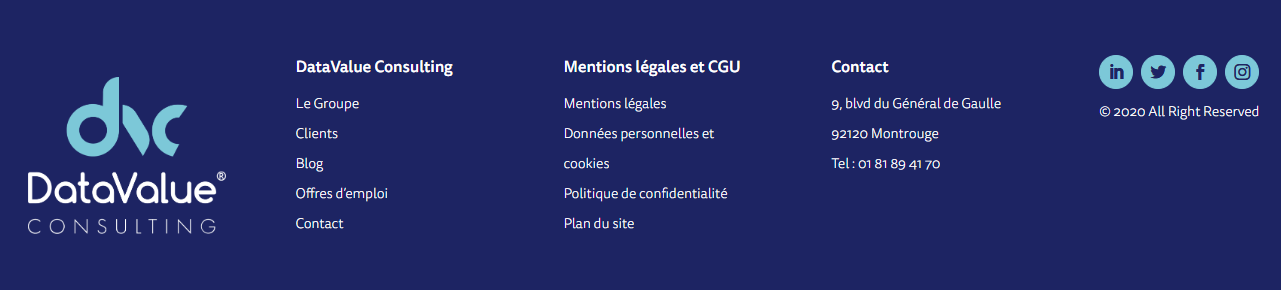 dvc
DataValue®
CONSULTING
DataValue Consulting
Le Groupe
Clients
Blog
Offres d'emploi
Contact
Mentions légales et CGU
Mentions légales
Données personnelles et
cookies
Politique de confidentialité
Plan du site
Contact
9, blvd du Général de Gaulle
92120 Montrouge
Tel : 01 81 89 41 70
in
f
© 2020 All Right Reserved